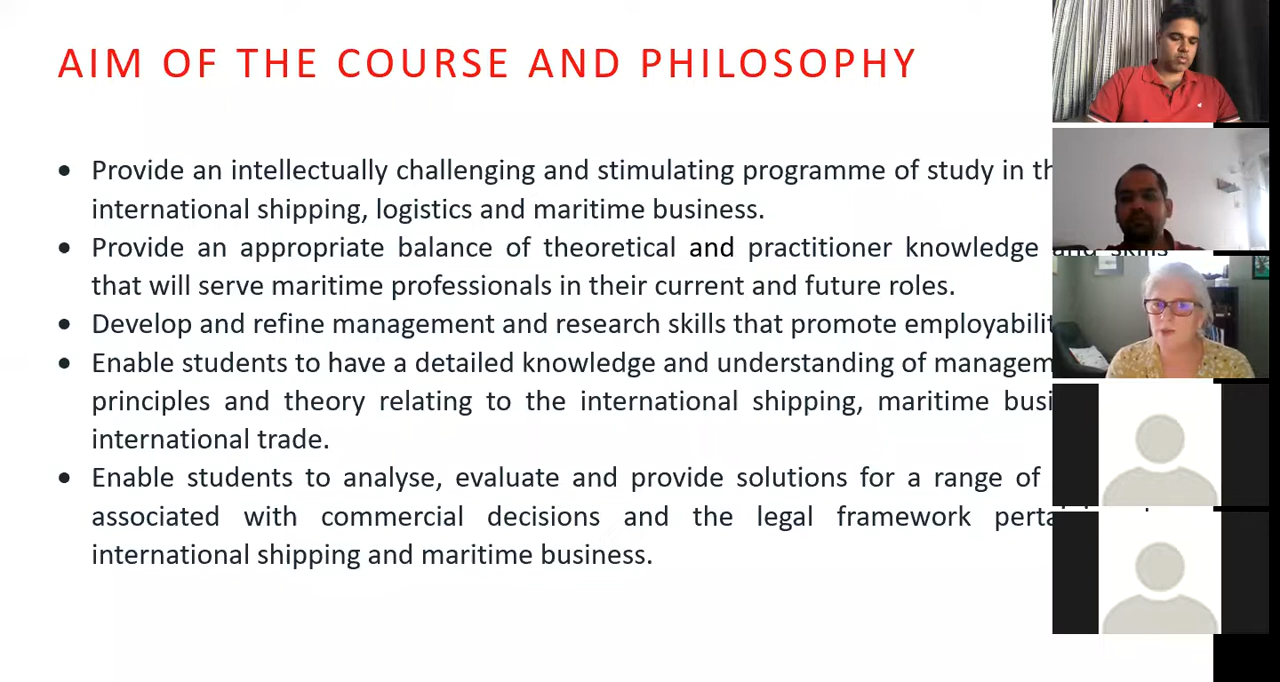 AIM OF THE COURSE AND PHILOSOPHY
• Provide an intellectually challenging and stimulating programme of study in
international shipping, logistics and maritime business.
• Provide an appropriate balance of theoretical and practitioner knowledge and skills
that will serve maritime professionals in their current and future roles.
• Develop and refine management and research skills that promote
• Enable students to have a detailed knowledge and understanding of
principles and theory relating to the international shipping, maritime
international trade.
• Enable students to analyse, evaluate and provide solutions for a range of
associated with commercial decisions and the legal framework
international shipping and maritime business.